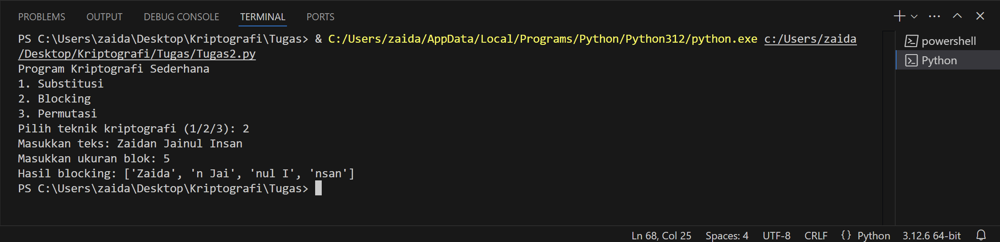 PROBLEMS OUTPUT DEBUG CONSOLE TERMINAL PORTS
PS C:\Users\zaida\Desktop\Kriptografi\Tugas> & C:/Users/zaida/AppData/Local/Programs/Python/Python312/python.exe c:/Users/zaida
/Desktop/Kriptografi/Tugas/Tugas2.py
Program Kriptografi Sederhana
1. Substitusi
2. Blocking
3. Permutasi
Pilih teknik kriptografi (1/2/3): 2
Masukkan teks: Zaidan Jainul Insan
Masukkan ukuran blok: 5
Hasil blocking: ['Zaida', 'n Jai', 'nul I', 'nsan']
PS C:\Users\zaida\Desktop\Kriptografi\Tugas>
powershell
Python
Ln 68, Col 25 Spaces: 4 UTF-8 CRLF {} Python 3.12.6 64-bit